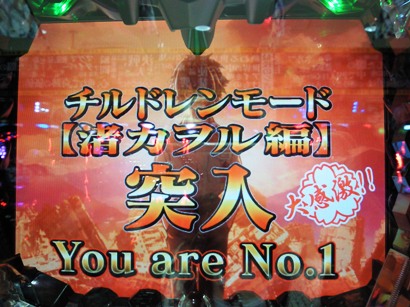 チルドレンモード
【渚カヲル編】
突入
大感激!!
You are No.1